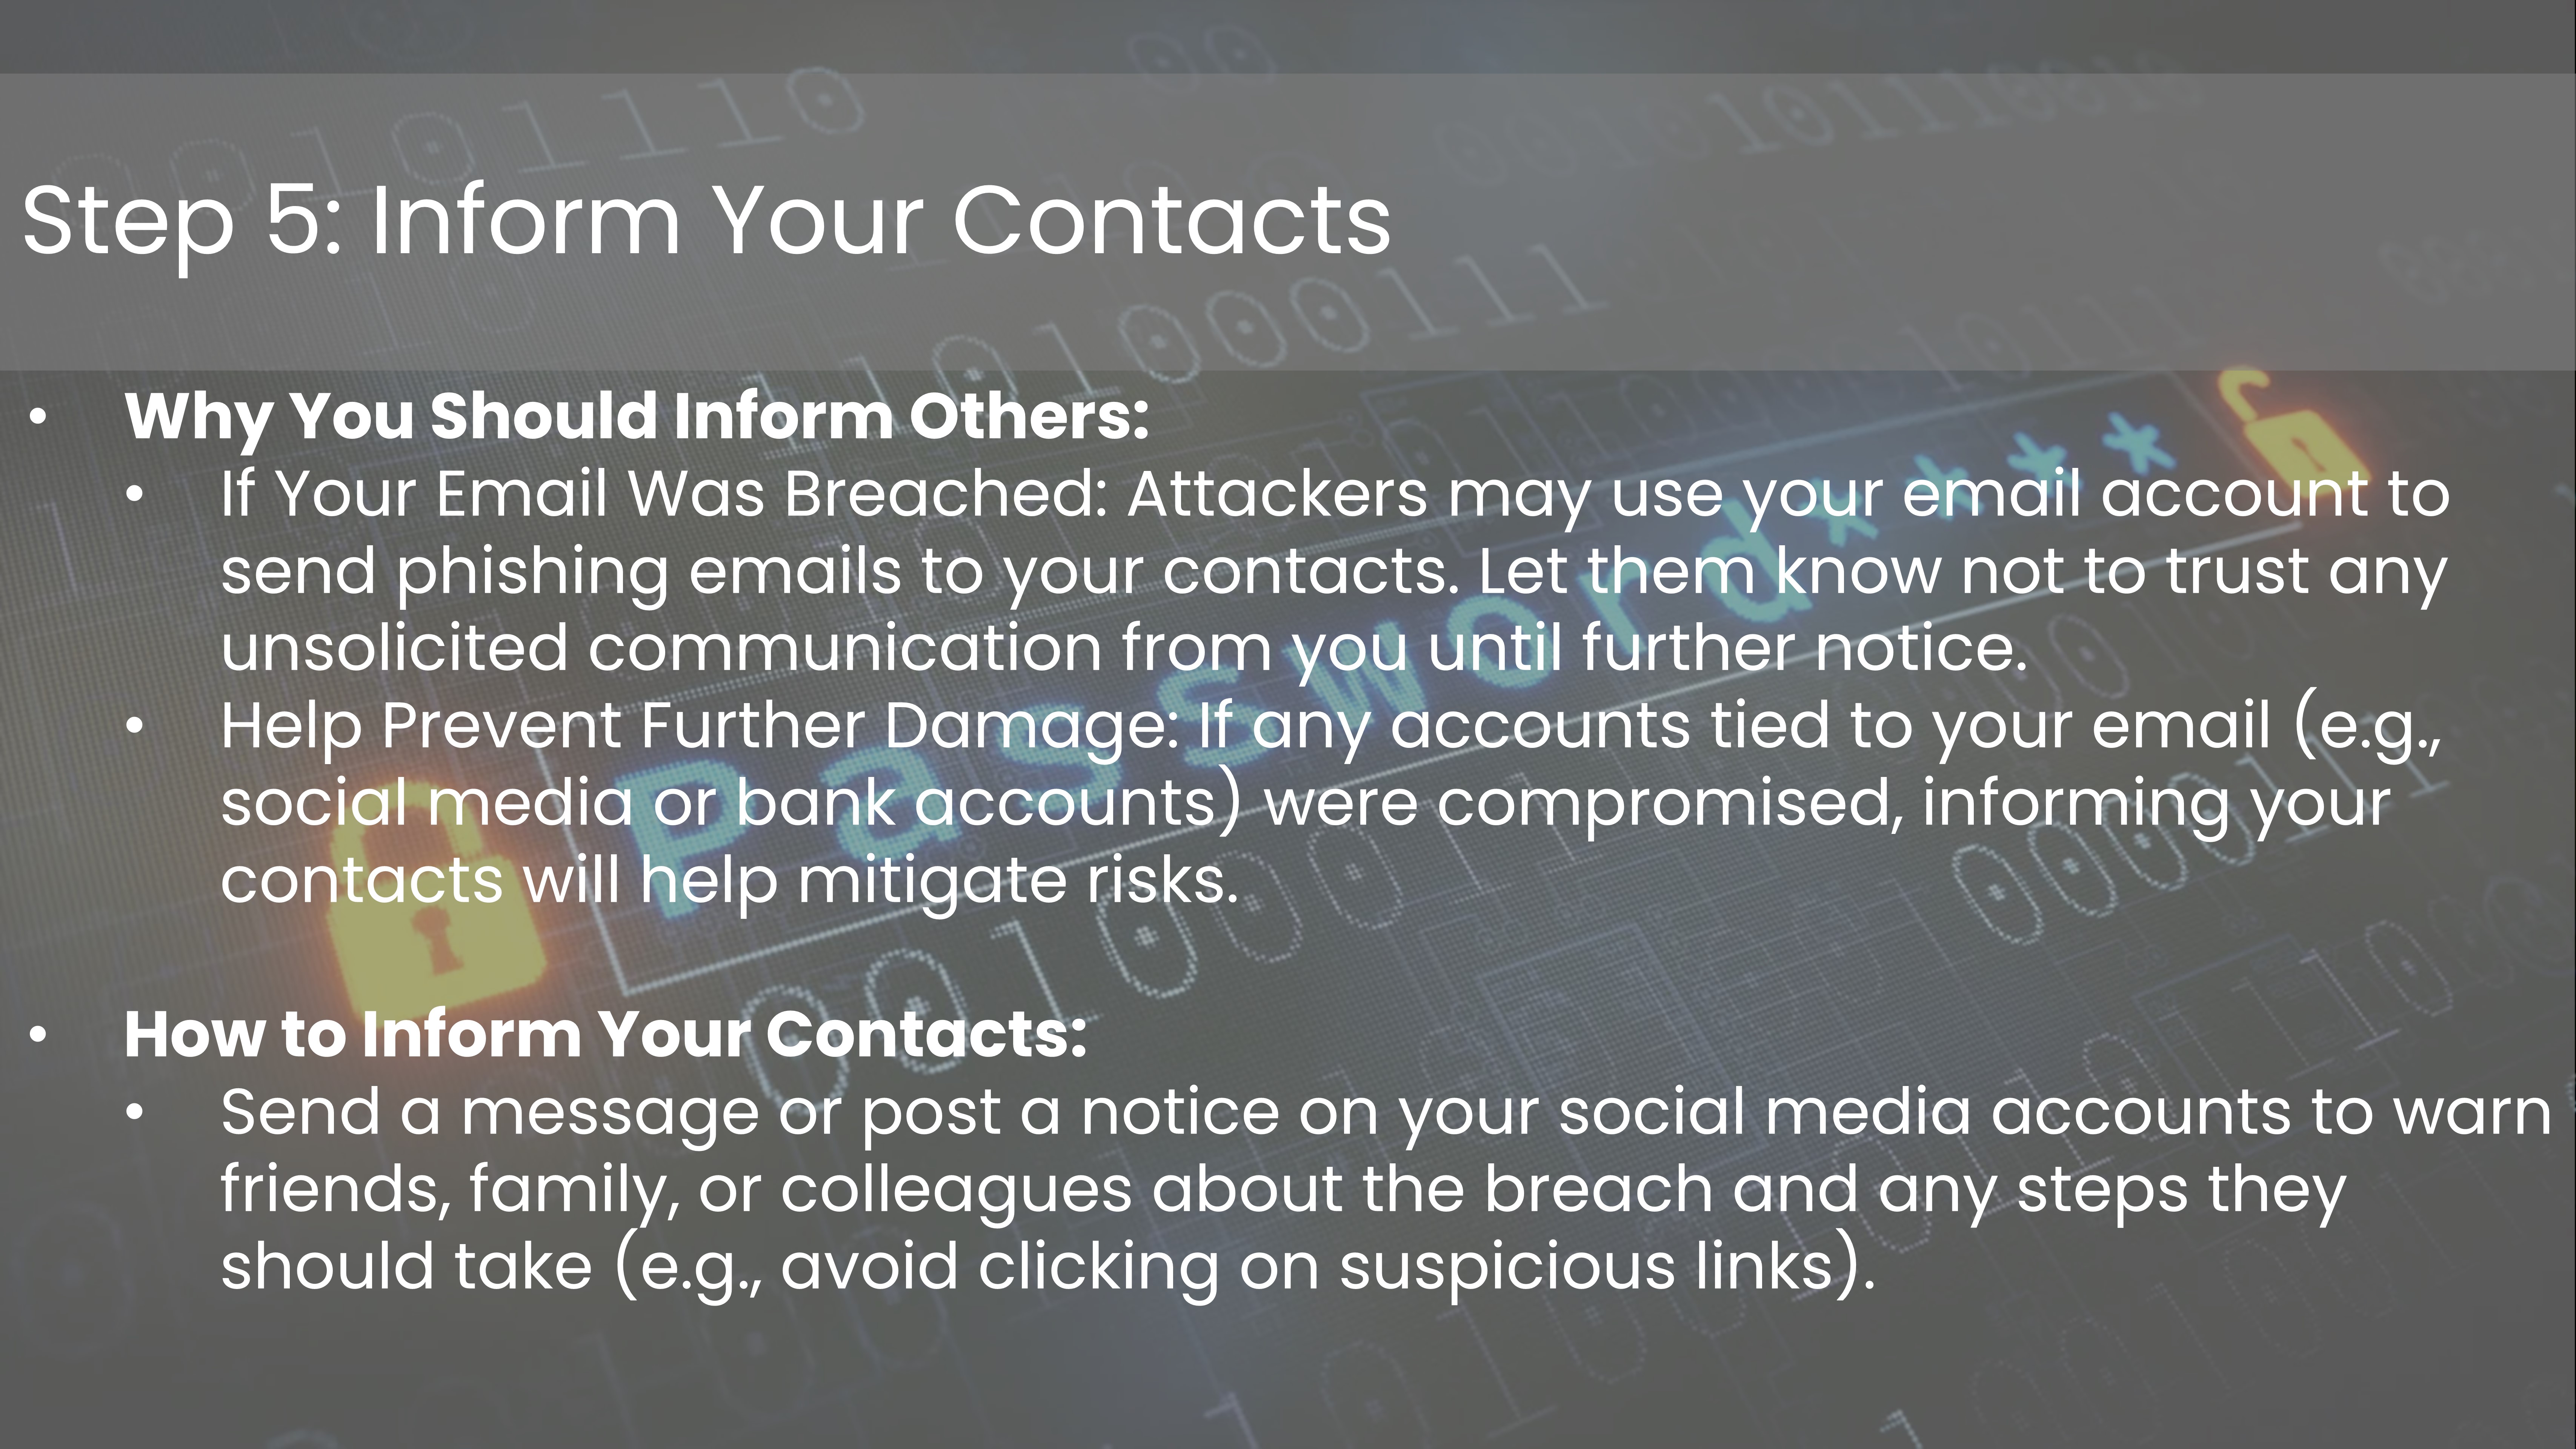 Step 5: Inform Your Contacts
• Why You Should Inform Others:
• If Your Email Was Breached: Attackers may use your email account to
send phishing emails to your contacts. Let them know not to trust any
unsolicited communication from you until further notice.
• Help Prevent Further Damage: If any accounts tied to your email (e.g.,
social media or bank accounts) were compromised, informing your
contacts will help mitigate risks.
• How to Inform Your Contacts:
• Send a message or post a notice on your social media accounts to warn
friends, family, or colleagues about the breach and any steps they
should take (e.g., avoid clicking on suspicious links).
Password****